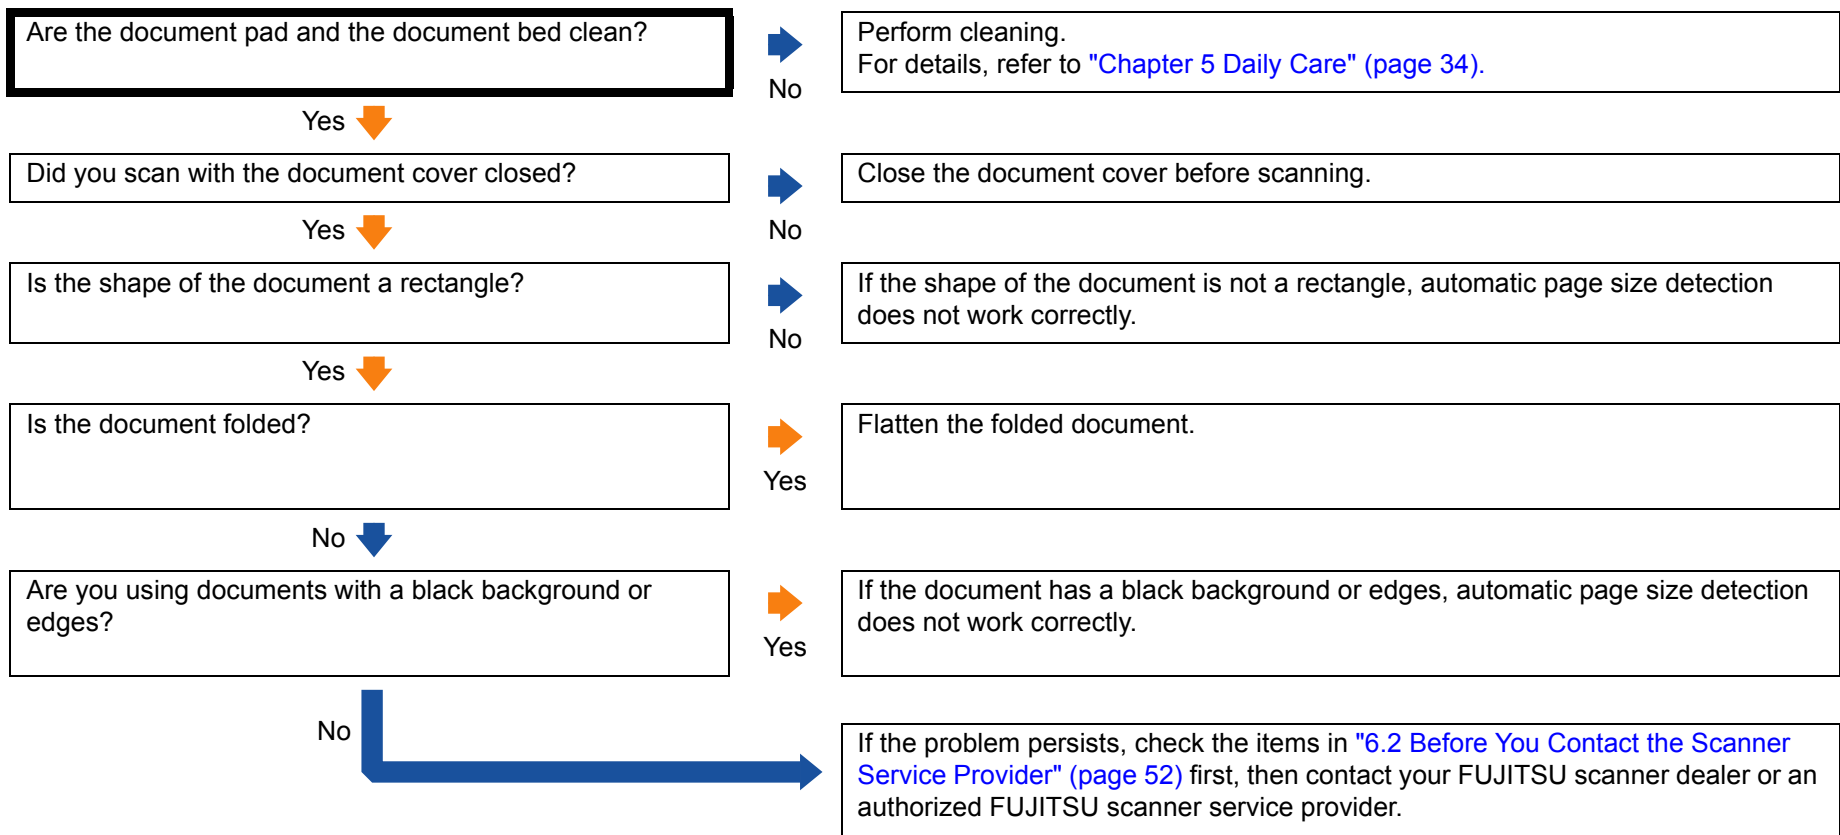 Are the document pad and the document bed clean?
No
Perform cleaning.
For details, refer to "Chapter 5 Daily Care" (page 34).
Yes
Did you scan with the document cover closed?
No
Close the document cover before scanning.
Yes
Is the shape of the document a rectangle?
No
If the shape of the document is not a rectangle, automatic page size detection
does not work correctly.
Yes
Is the document folded?
Yes
Flatten the folded document.
No
Are you using documents with a black background or
edges?
Yes
If the document has a black background or edges, automatic page size detection
does not work correctly.
No
If the problem persists, check the items in "6.2 Before You Contact the Scanner
Service Provider" (page 52) first, then contact your FUJITSU scanner dealer or an
authorized FUJITSU scanner service provider.